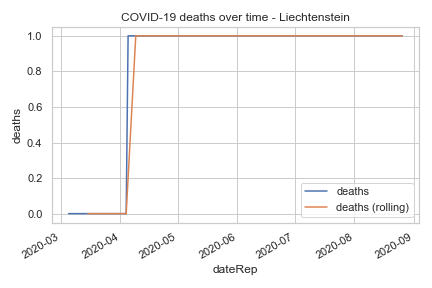 COVID-19 deaths over time - Liechtenstein
1.0
0.8
0.6
0.4
0.2
0.0
deaths
deaths
deaths (rolling)
2020-03
2020-04
2020-05
2020-06
2020-07
2020-08
2020-09
dateRep